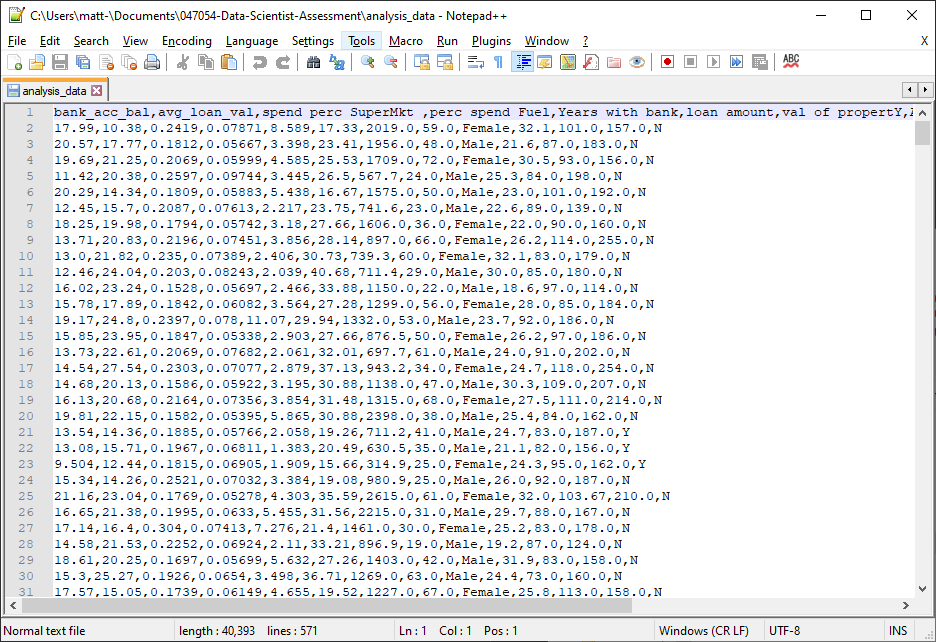 C:\Users\matt-\Documents\047054-Data-Scientist-Assessment\analysis_data - Notepad++
File Edit Search View Encoding Language Settings Tools Macro Run Plugins Window ? X
ABC
analysis_data
1 bank_acc_bal,avg_loan_val,spend perc SuperMkt ,perc spend Fuel,Years with bank,loan amount,val of propertY,
2 17.99,10.38,0.2419,0.07871,8.589,17.33,2019.0,59.0,Female,32.1,101.0,157.0,N
3 20.57,17.77,0.1812,0.05667,3.398,23.41,1956.0,48.0,Male,21.6,87.0,183.0,N
4 19.69,21.25,0.2069,0.05999,4.585,25.53,1709.0,72.0,Female,30.5,93.0,156.0,N
5 11.42,20.38,0.2597,0.09744,3.445,26.5,567.7,24.0,Male,25.3,84.0,198.0,N
6 20.29,14.34,0.1809,0.05883,5.438,16.67,1575.0,50.0,Female,23.0,101.0,192.0,N
7 12.45,15.7,0.2087,0.07613,2.217,23.75,741.6,23.0,Male,22.6,89.0,139.0,N
8 18.25,19.98,0.1794,0.05742,3.18,27.66,1606.0,36.0,Female,22.0,90.0,160.0,N
9 13.71,20.83,0.2196,0.07451,3.856,28.14,897.0,66.0,Female,26.2,114.0,255.0,N
10 13.0,21.82,0.235,0.07389,2.406,30.73,739.3,60.0,Female,32.1,83.0,179.0,N
11 12.46,24.04,0.203,0.08243,2.039,40.68,711.4,29.0,Male,30.0,85.0,180.0,N
12 16.02,23.24,0.1528,0.05697,2.466,33.88,1150.0,22.0,Male,18.6,97.0,114.0,N
13 15.78,17.89,0.1842,0.06082,3.564,27.28,1299.0,56.0,Female,28.0,85.0,184.0,N
14 19.17,24.8,0.2397,0.078,11.07,29.94,1332.0,53.0,Male,23.7,92.0,186.0,N
15 15.85,23.95,0.1847,0.05338,2.903,27.66,876.5,50.0,Female,26.2,97.0,186.0,N
16 13.73,22.61,0.2069,0.07682,2.061,32.01,697.7,61.0,Male,24.0,91.0,202.0,N
17 14.54,27.54,0.2303,0.07077,2.879,37.13,943.2,34.0,Female,24.7,118.0,254.0,N
18 14.68,20.13,0.1586,0.05922,3.195,30.88,1138.0,47.0,Male,30.3,109.0,207.0,N
19 16.13,20.68,0.2164,0.07356,3.854,31.48,1315.0,68.0,Female,27.5,111.0,214.0,N
20 19.81,22.15,0.1582,0.05395,5.865,30.88,2398.0,38.0,Male,25.4,84.0,162.0,N
21 13.54,14.36,0.1885,0.05766,2.058,19.26,711.2,41.0,Male,24.7,83.0,187.0,Y
22 13.08,15.71,0.1967,0.06811,1.383,20.49,630.5,35.0,Male,21.1,82.0,156.0,Y
23 9.504,12.44,0.1815,0.06905,1.909,15.66,314.9,25.0,Female,24.3,95.0,162.0,Y
24 15.34,14.26,0.2521,0.07032,3.384,19.08,980.9,25.0,Male,26.0,92.0,187.0,N
25 21.16,23.04,0.1769,0.05278,4.303,35.59,2615.0,61.0,Female,32.0,103.67,210.0,N
26 16.65,21.38,0.1995,0.0633,5.455,31.56,2215.0,31.0,Male,29.7,88.0,167.0,N
27 17.14,16.4,0.304,0.07413,7.276,21.4,1461.0,30.0,Female,25.2,83.0,178.0,N
28 14.58,21.53,0.2252,0.06924,2.11,33.21,896.9,19.0,Male,19.2,87.0,124.0,N
29 18.61,20.25,0.1697,0.05699,5.632,27.26,1403.0,42.0,Male,31.9,83.0,158.0,N
30 15.3,25.27,0.1926,0.0654,3.498,36.71,1269.0,63.0,Male,24.4,73.0,160.0,N
31 17.57,15.05,0.1739,0.06149,4.655,19.52,1227.0,67.0,Female,25.8,113.0,158.0,N
Normal text file length : 40,393 lines : 571 Ln : 1 Col : 1 Pos : 1 Windows (CR LF) UTF-8 INS